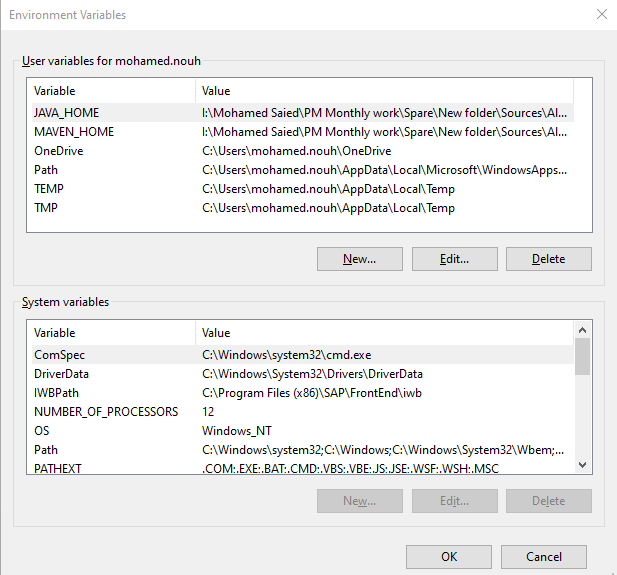 Environment Variables
User variables for mohamed.nouh
Variable Value
JAVA_HOME I:\Mohamed Saied\PM Monthly work\Spare\New folder\Sources\Al...
MAVEN_HOME I:\Mohamed Saied\PM Monthly work\Spare\New folder\Sources\Al...
OneDrive C:\Users\mohamed.nouh\OneDrive
Path C:\Users\mohamed.nouh\AppData\Local\Microsoft\WindowsApps...
TEMP C:\Users\mohamed.nouh\AppData\Local\Temp
TMP C:\Users\mohamed.nouh\AppData\Local\Temp
New... Edit... Delete
System variables
Variable Value
ComSpec C:\Windows\system32\cmd.exe
DriverData C:\Windows\System32\Drivers\DriverData
IWBPath C:\Program Files (x86)\SAP\FrontEnd\iwb
NUMBER_OF_PROCESSORS 12
OS Windows_NT
Path C:\Windows\system32;C:\Windows;C:\Windows\System32\Wbem;...
PATHEXT .COM;.EXE;.BAT;.CMD;.VBS;.VBE;.JS;.JSE;.WSF;.WSH;.MSC
New... Edit... Delete
OK Cancel